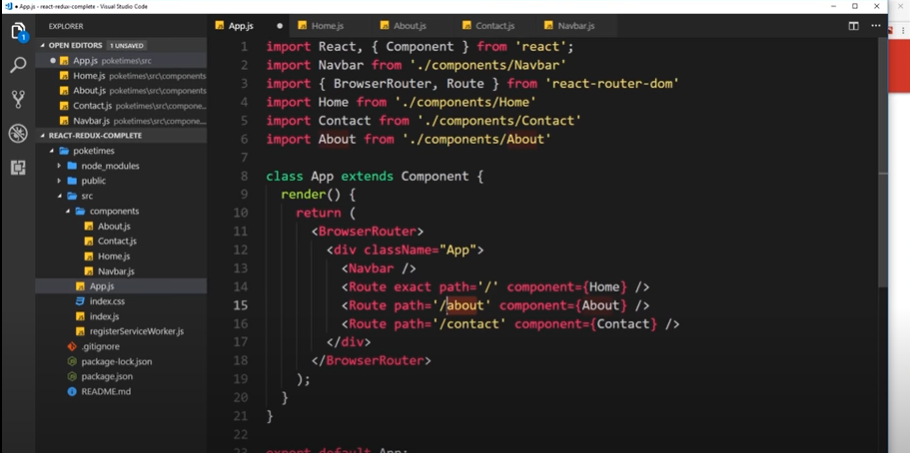 ● App.js - react-redux-complete - Visual Studio Code
EXPLORER
OPEN EDITORS 1 UNSAVED
App.js poketimes\src
Home.js poketimes\src\components
About.js poketimes\src\components
Contact.js poketimes\src\compone...
Navbar.js poketimes\src\compone...
REACT-REDUX-COMPLETE
poketimes
node_modules
public
src
components
About.js
Contact.js
Home.js
Navbar.js
App.js
index.css
index.js
registerServiceWorker.js
.gitignore
package-lock.json
package.json
README.md
1
App.js ● Home.js About.js Contact.js Navbar.js
1 import React, { Component } from 'react';
2 import Navbar from './components/Navbar'
3 import { BrowserRouter, Route } from 'react-router-dom'
4 import Home from './components/Home'
5 import Contact from './components/Contact'
6 import About from './components/About'
7
8 class App extends Component {
9 render() {
10 return (
11 <BrowserRouter>
12 <div className="App">
13 <Navbar />
14 <Route exact path='/' component={Home} />
15 <Route path='/about' component={About} />
16 <Route path='/contact' component={Contact} />
17 </div>
18 </BrowserRouter>
19 );
20 }
21 }
22
23 export default App;